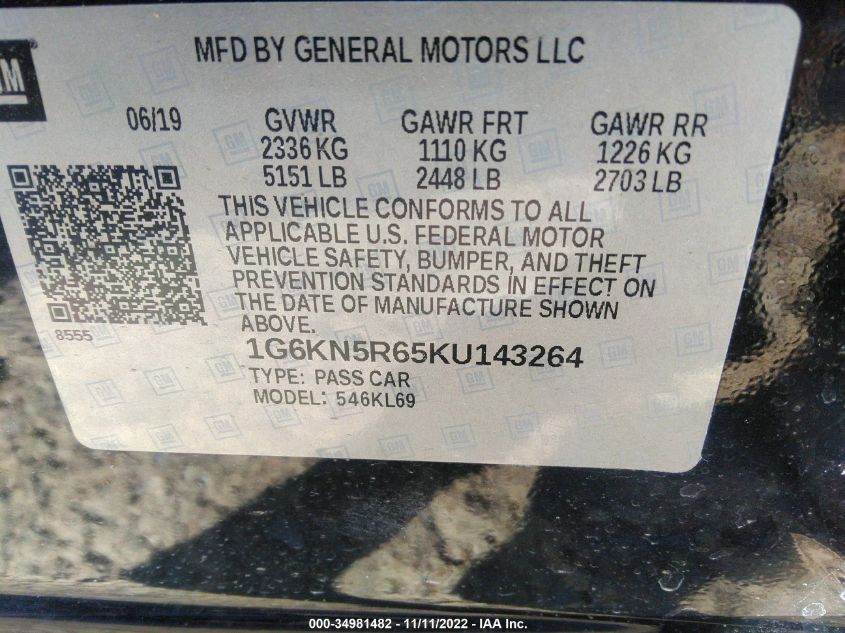 GM
MFD BY GENERAL MOTORS LLC
06/19 GVWR GAWR FRT GAWR RR
2336 KG 1110 KG 1226 KG
5151 LB 2448 LB 2703 LB
THIS VEHICLE CONFORMS TO ALL
APPLICABLE U.S. FEDERAL MOTOR
VEHICLE SAFETY, BUMPER, AND THEFT
PREVENTION STANDARDS IN EFFECT ON
THE DATE OF MANUFACTURE SHOWN
ABOVE.
8555
1G6KN5R65KU143264
TYPE: PASS CAR
MODEL: 546KL69
000-34981482 - 11/11/2022 - IAA Inc.